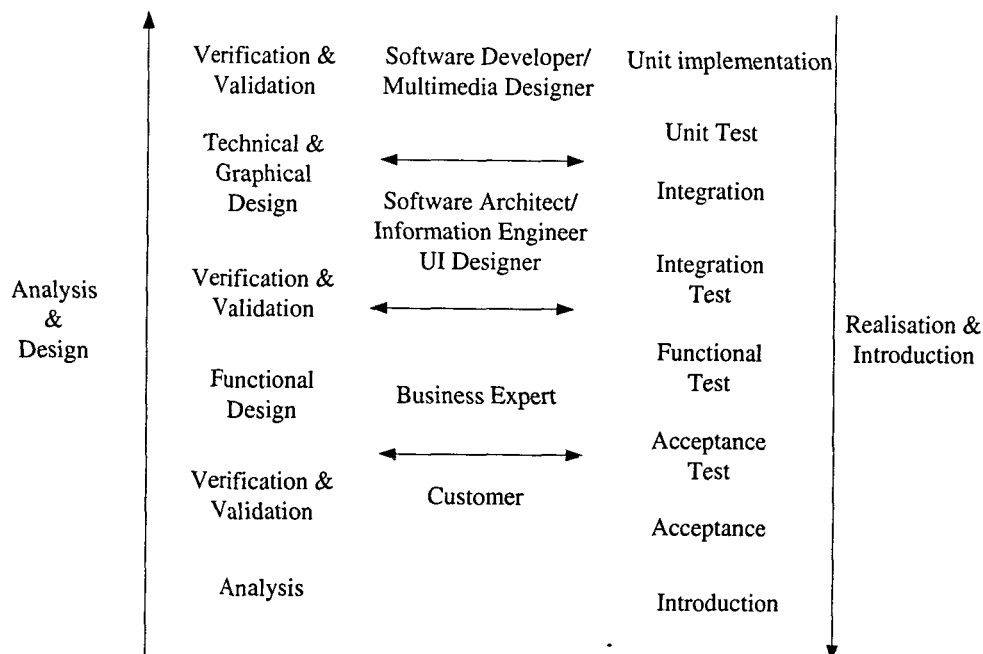 Analysis
&
Design
Verification &
Validation
Technical &
Graphical
Design
Verification &
Validation
Functional
Design
Verification &
Validation
Analysis
Software Developer/
Multimedia Designer
Software Architect/
Information Engineer
UI Designer
Business Expert
Customer
Unit implementation
Unit Test
Integration
Integration
Test
Functional
Test
Acceptance
Test
Acceptance
Introduction
Realisation &
Introduction